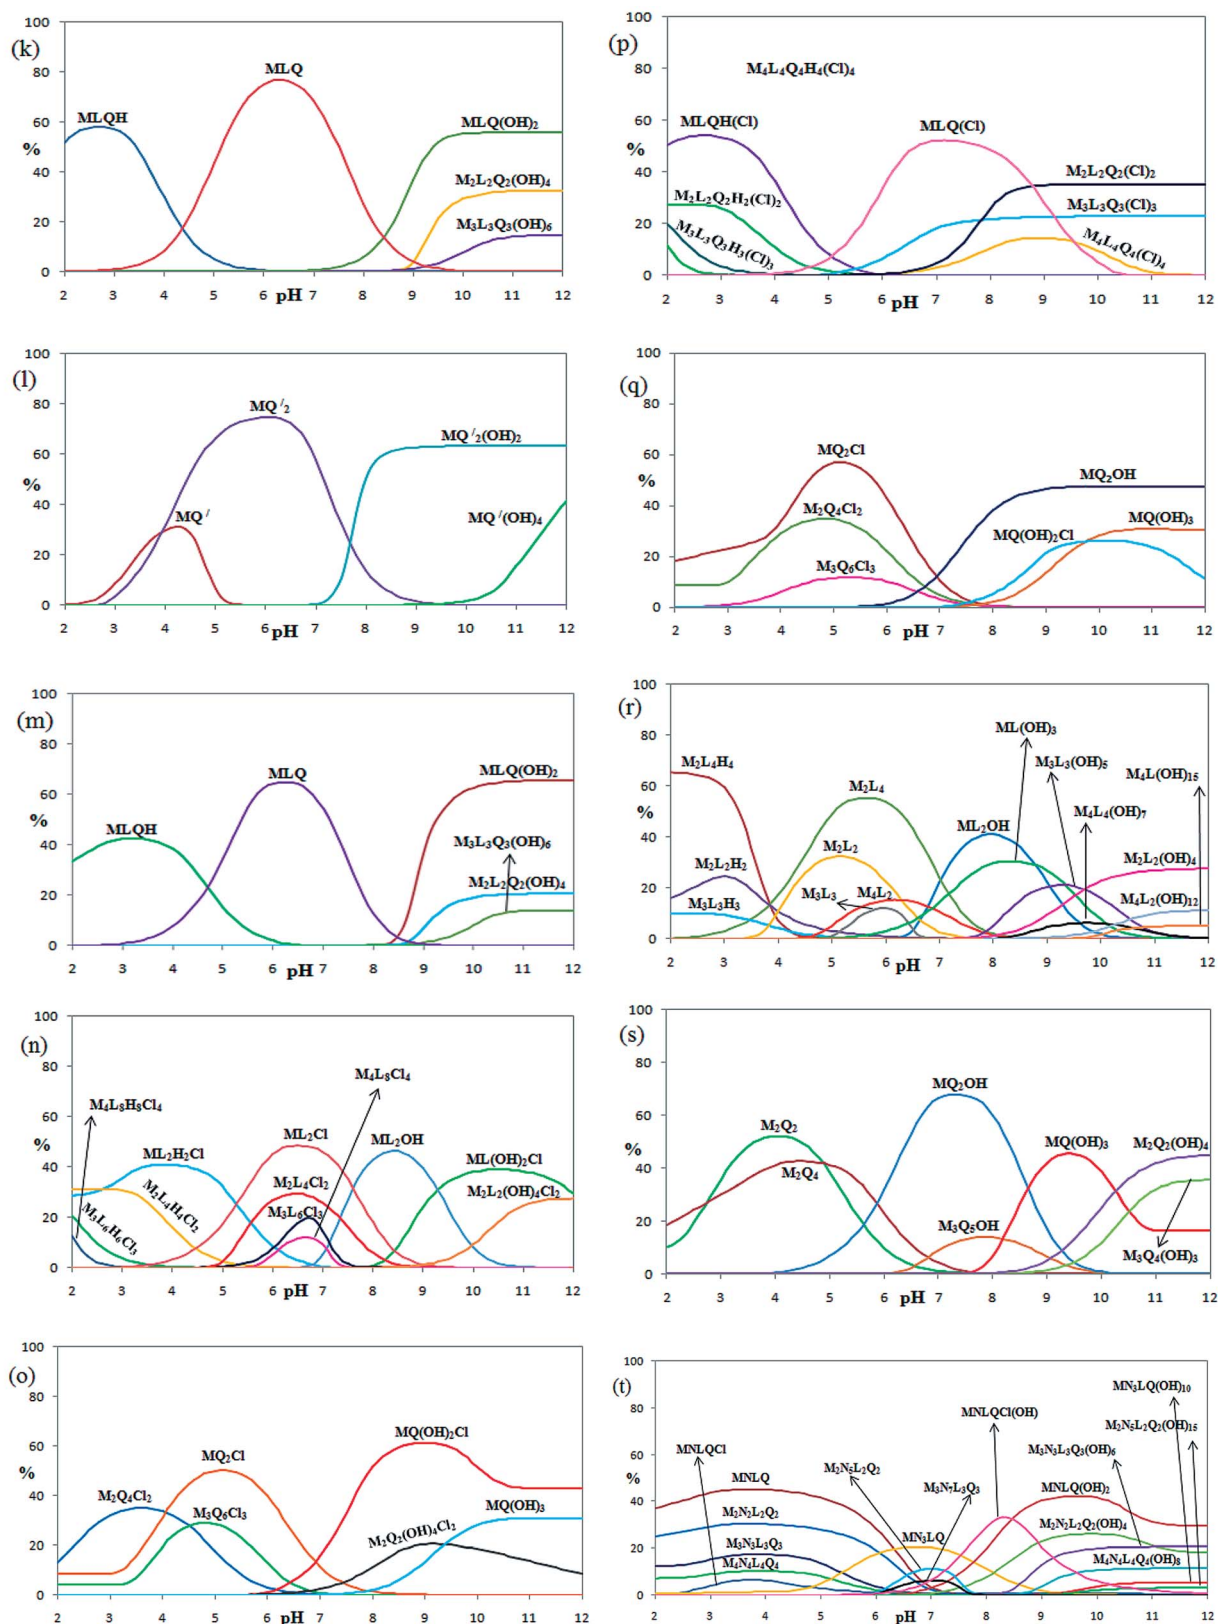 (k)
100
80
60
%
40
20
0
MLQH
MLQ
MLQ(OH)₂
M₂L₂Q₂(OH)₄
M₃L₃Q₃(OH)₆
2 3 4 5 6 7 8 9 10 11 12
pH
(p)
100
80
60
%
40
20
0
M₄L₄Q₄H₄(Cl)₄
MLQH(Cl)
MLQ(Cl)
M₂L₂Q₂H₂(Cl)₂
M₃L₃Q₃H₃(Cl)₃
M₂L₂Q₂(Cl)₂
M₃L₃Q₃(Cl)₃
M₄L₄Q₄(Cl)₄
2 3 4 5 6 7 8 9 10 11 12
pH
(l)
100
80
60
%
40
20
0
MQ′₂
MQ′
MQ′₂(OH)₂
MQ′(OH)₄
2 3 4 5 6 7 8 9 10 11 12
pH
(q)
100
80
60
%
40
20
0
MQ₂Cl
M₂Q₄Cl₂
M₃Q₆Cl₃
MQ₂OH
MQ(OH)₃
MQ(OH)₂Cl
2 3 4 5 6 7 8 9 10 11 12
pH
(m)
100
80
60
%
40
20
0
MLQH
MLQ
MLQ(OH)₂
M₃L₃Q₃(OH)₆
M₂L₂Q₂(OH)₄
2 3 4 5 6 7 8 9 10 11 12
pH
(r)
100
80
60
%
40
20
0
M₂L₄H₄
M₂L₂H₂
M₃L₃H₃
M₂L₄
M₂L₂
M₃L₃
M₄L₂
ML(OH)₃
M₃L₃(OH)₅
M₄L(OH)₁₅
M₄L₄(OH)₇
ML₂OH
M₂L₂(OH)₄
M₄L₂(OH)₁₂
2 3 4 5 6 7 8 9 10 11 12
pH
(n)
100
80
60
%
40
20
0
M₄L₈H₈Cl₄
ML₂H₂Cl
M₂L₄H₄Cl₂
M₃L₆H₆Cl₃
M₄L₈Cl₄
ML₂Cl
M₂L₄Cl₂
M₃L₆Cl₃
ML₂OH
ML(OH)₂Cl
M₂L₂(OH)₄Cl₂
2 3 4 5 6 7 8 9 10 11 12
pH
(s)
100
80
60
%
40
20
0
M₂Q₂
M₂Q₄
MQ₂OH
M₃Q₅OH
MQ(OH)₃
M₂Q₂(OH)₄
M₃Q₄(OH)₃
2 3 4 5 6 7 8 9 10 11 12
pH
(o)
100
80
60
%
40
20
0
M₂Q₄Cl₂
MQ₂Cl
M₃Q₆Cl₃
MQ(OH)₂Cl
M₂Q₂(OH)₄Cl₂
MQ(OH)₃
2 3 4 5 6 7 8 9 10 11 12
pH
(t)
100
80
60
%
40
20
0
MNLQCl
MNLQ
M₂N₂L₂Q₂
M₃N₃L₃Q₃
M₄N₄L₄Q₄
M₂N₅L₂Q₂
MN₃LQ
M₃N₇L₃Q₃
MNLQCl(OH)
MN₃LQ(OH)₁₀
M₂N₅L₂Q₂(OH)₁₅
M₃N₃L₃Q₃(OH)₆
MNLQ(OH)₂
M₂N₂L₂Q₂(OH)₄
M₄N₄L₄Q₄(OH)₈
2 3 4 5 6 7 8 9 10 11 12
pH